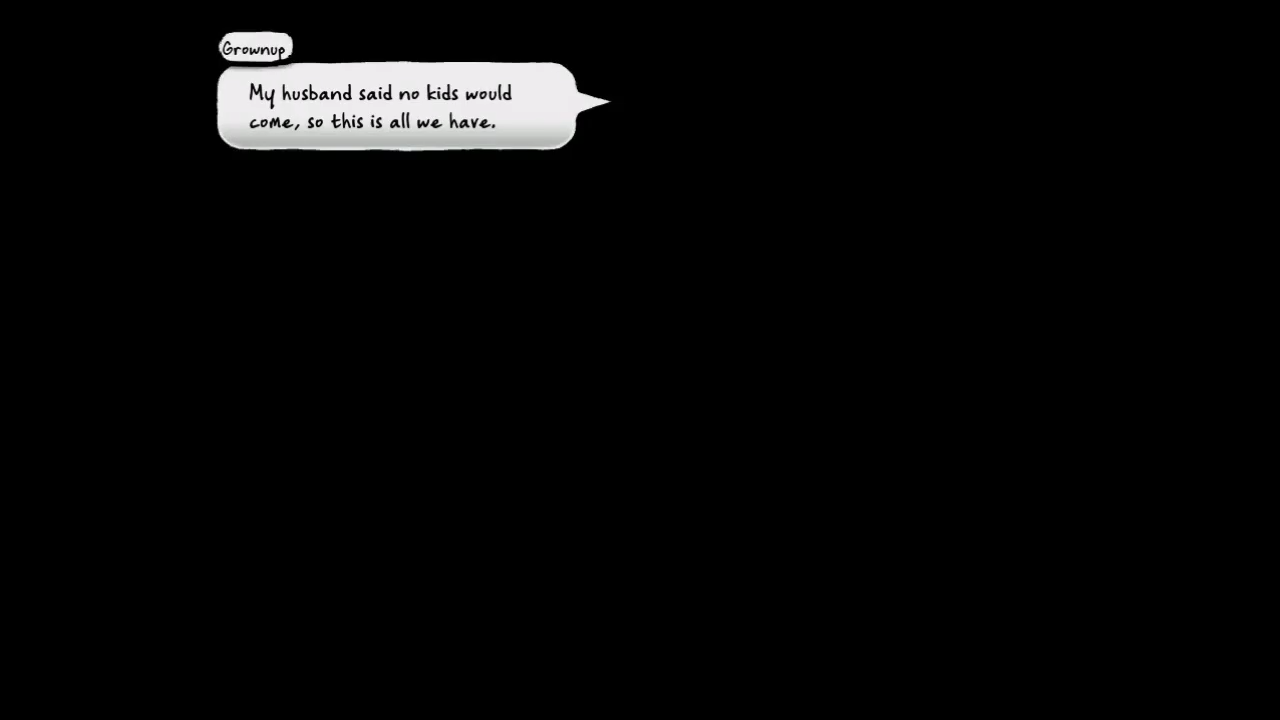 Grownup
My husband said no kids would
come, so this is all we have.